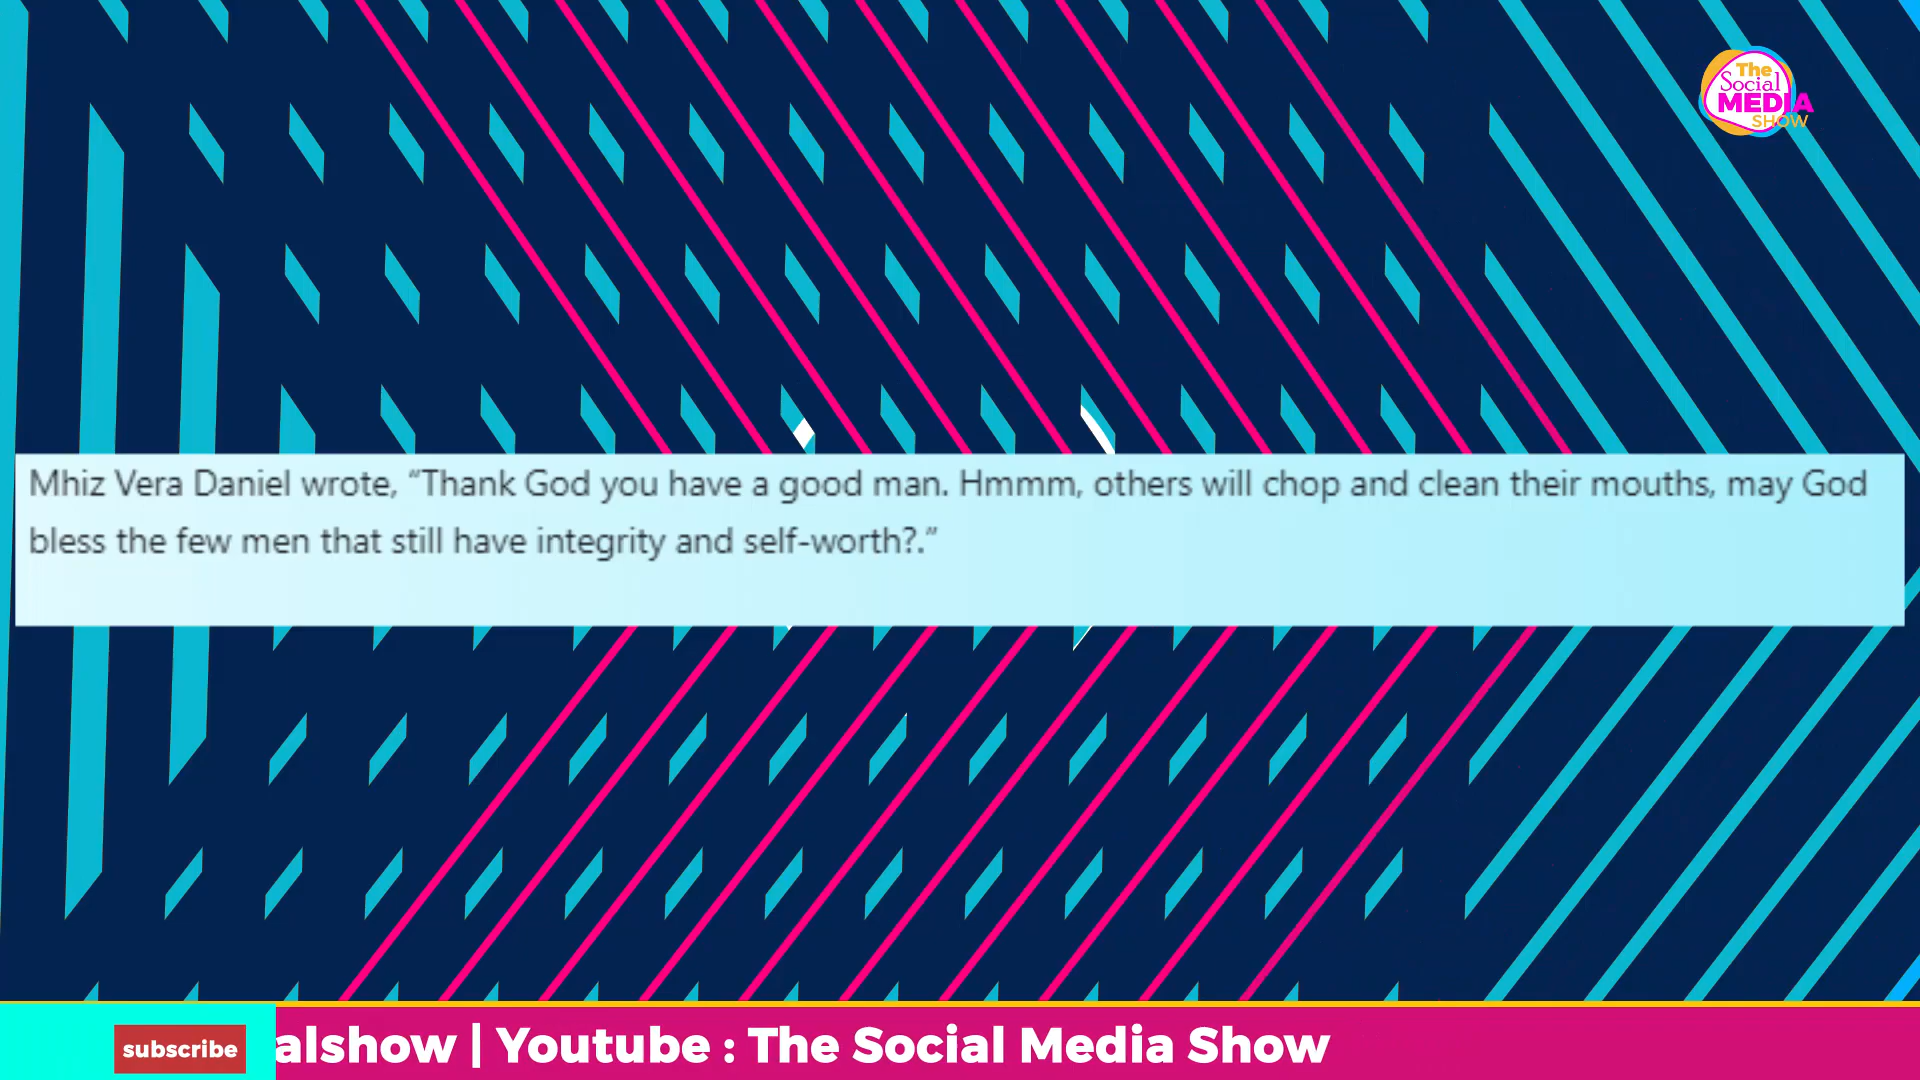 The
Social
MEDIA
SHOW
Mhiz Vera Daniel wrote, “Thank God you have a good man. Hmmm, others will chop and clean their mouths, may God
bless the few men that still have integrity and self-worth?.”
subscribe
alshow | Youtube : The Social Media Show